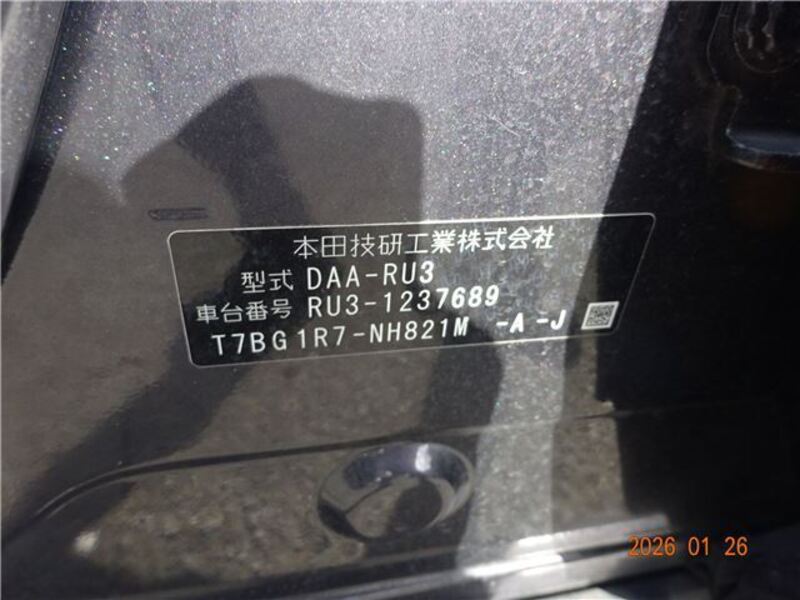 本田技研工業株式会社
型式 DAA-RU3
車台番号 RU3-1237689
T7BG1R7-NH821M -A -J
2026 01 26